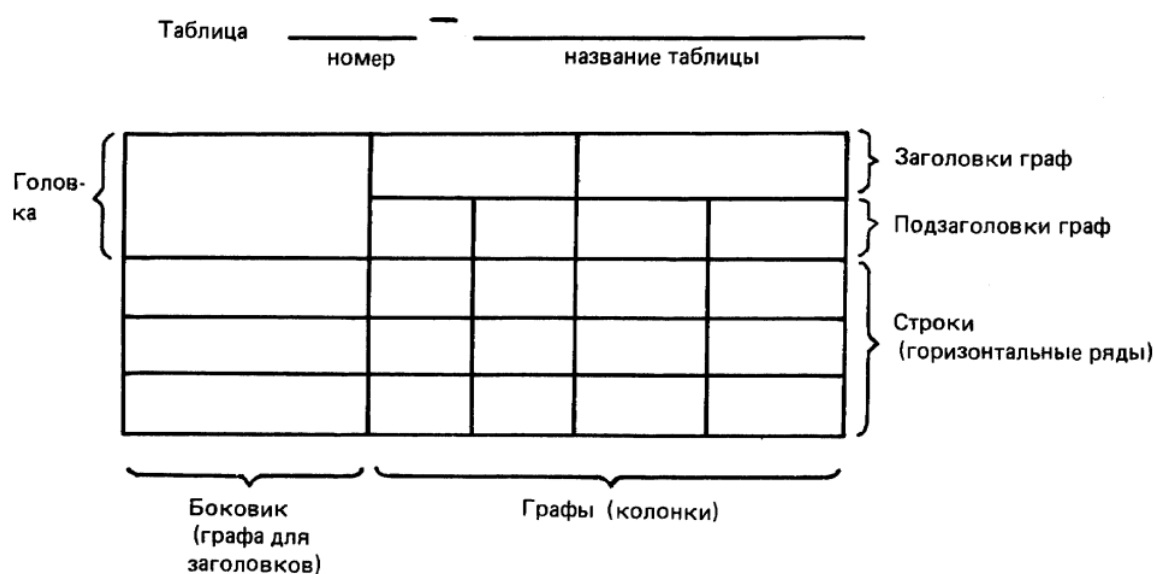 Таблица – 
номер название таблицы
Голов-
ка
Заголовки граф
Подзаголовки граф
Строки
(горизонтальные ряды)
Боковик
(графа для
заголовков)
Графы (колонки)